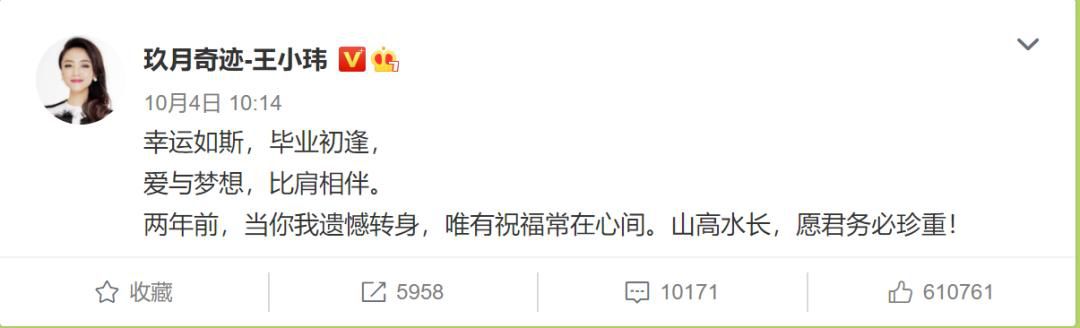 玖月奇迹-王小玮
10月4日 10:14
幸运如斯，毕业初逢，
爱与梦想，比肩相伴。
两年前，当你我遗憾转身，唯有祝福常在心间。山高水长，愿君务必珍重！
收藏 5958 10171 610761